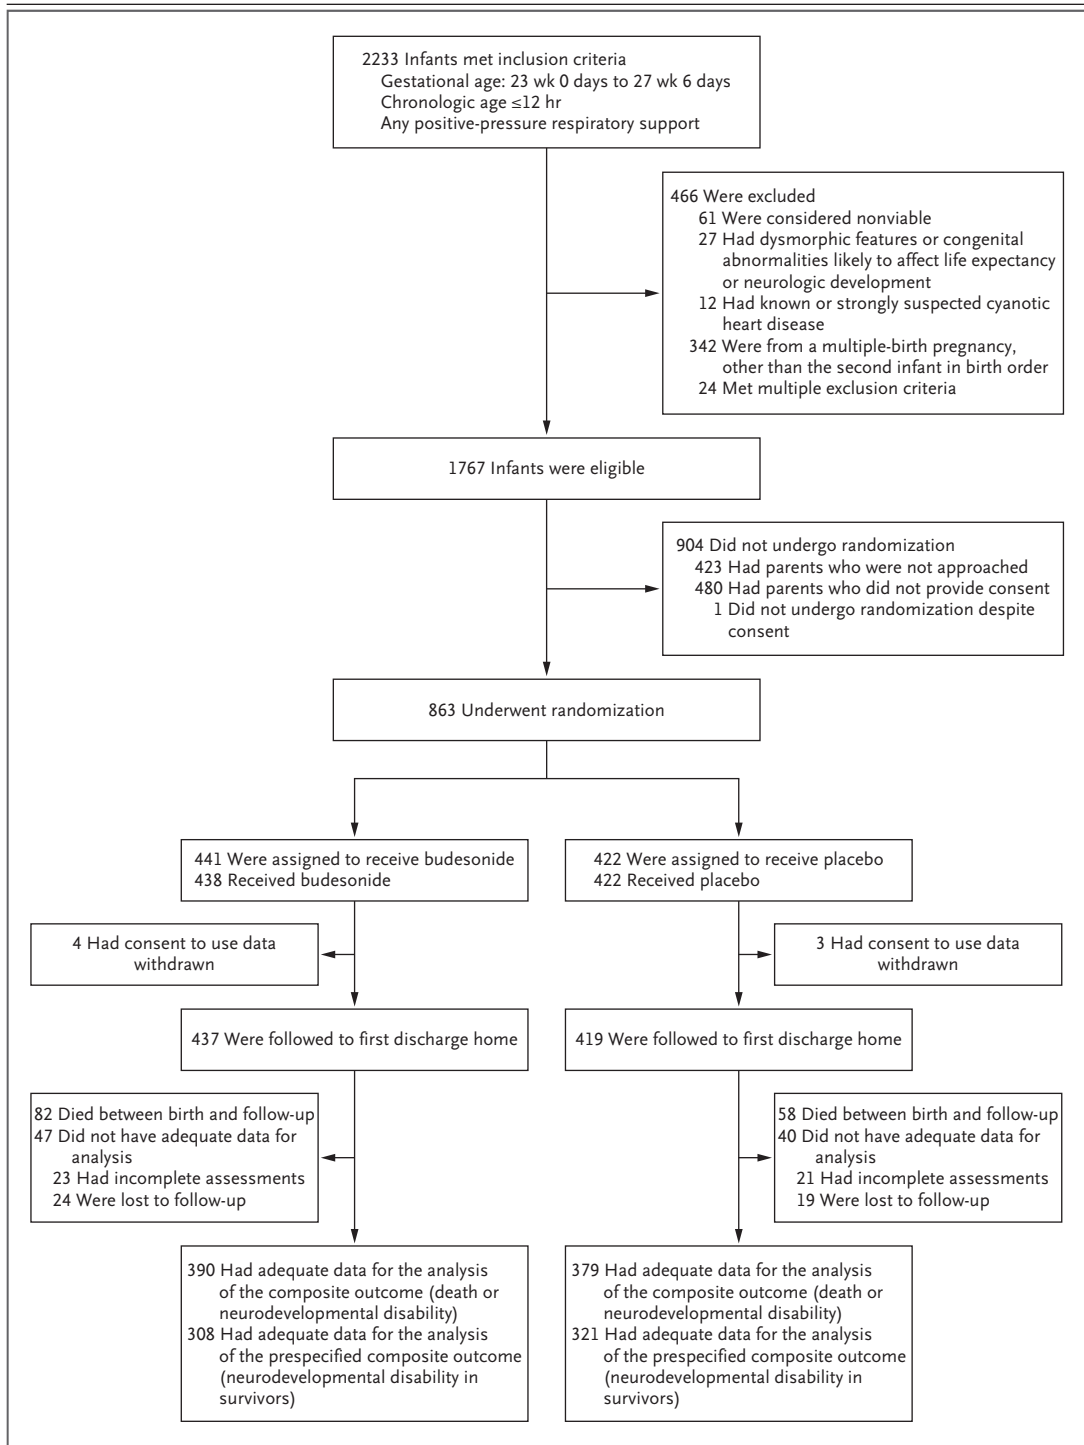 2233 Infants met inclusion criteria
Gestational age: 23 wk 0 days to 27 wk 6 days
Chronologic age ≤12 hr
Any positive-pressure respiratory support
466 Were excluded
61 Were considered nonviable
27 Had dysmorphic features or congenital
abnormalities likely to affect life expectancy
or neurologic development
12 Had known or strongly suspected cyanotic
heart disease
342 Were from a multiple-birth pregnancy,
other than the second infant in birth order
24 Met multiple exclusion criteria
1767 Infants were eligible
904 Did not undergo randomization
423 Had parents who were not approached
480 Had parents who did not provide consent
1 Did not undergo randomization despite
consent
863 Underwent randomization
441 Were assigned to receive budesonide
438 Received budesonide
422 Were assigned to receive placebo
422 Received placebo
4 Had consent to use data
withdrawn
3 Had consent to use data
withdrawn
437 Were followed to first discharge home
419 Were followed to first discharge home
82 Died between birth and follow-up
47 Did not have adequate data for
analysis
23 Had incomplete assessments
24 Were lost to follow-up
58 Died between birth and follow-up
40 Did not have adequate data for
analysis
21 Had incomplete assessments
19 Were lost to follow-up
390 Had adequate data for the analysis
of the composite outcome (death or
neurodevelopmental disability)
308 Had adequate data for the analysis
of the prespecified composite outcome
(neurodevelopmental disability in
survivors)
379 Had adequate data for the analysis
of the composite outcome (death or
neurodevelopmental disability)
321 Had adequate data for the analysis
of the prespecified composite outcome
(neurodevelopmental disability in
survivors)